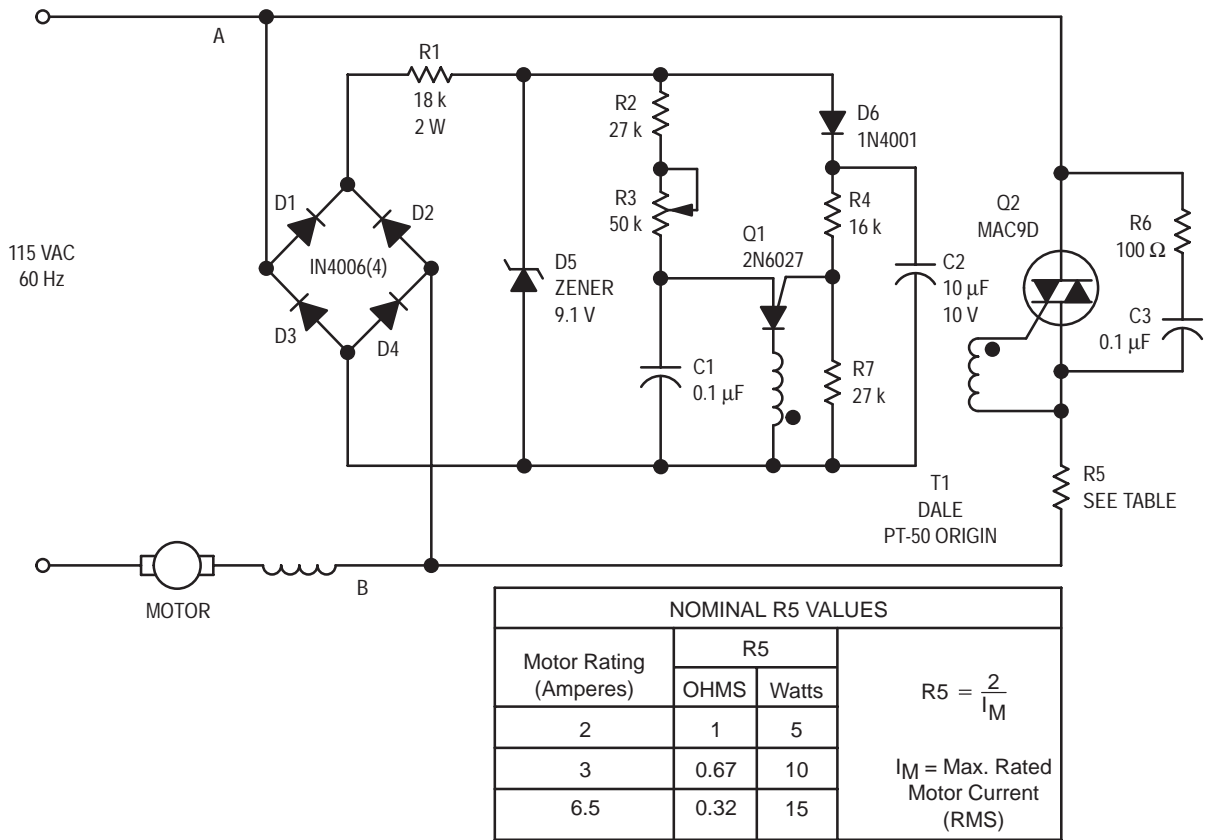 A
R1
18 k
2 W
R2
27 k
D6
1N4001
D1
D2
R3
50 k
R4
16 k
Q2
MAC9D
R6
100 Ω
115 VAC
60 Hz
IN4006(4)
D5
ZENER
9.1 V
Q1
2N6027
C2
10 μF
10 V
D3
D4
C1
0.1 μF
R7
27 k
C3
0.1 μF
T1
DALE
PT-50 ORIGIN
R5
SEE TABLE
MOTOR
B
NOMINAL R5 VALUES
Motor Rating
(Amperes)
R5
OHMS Watts
2 1 5
3 0.67 10
6.5 0.32 15
R5 = 2/IM
IM = Max. Rated
Motor Current
(RMS)